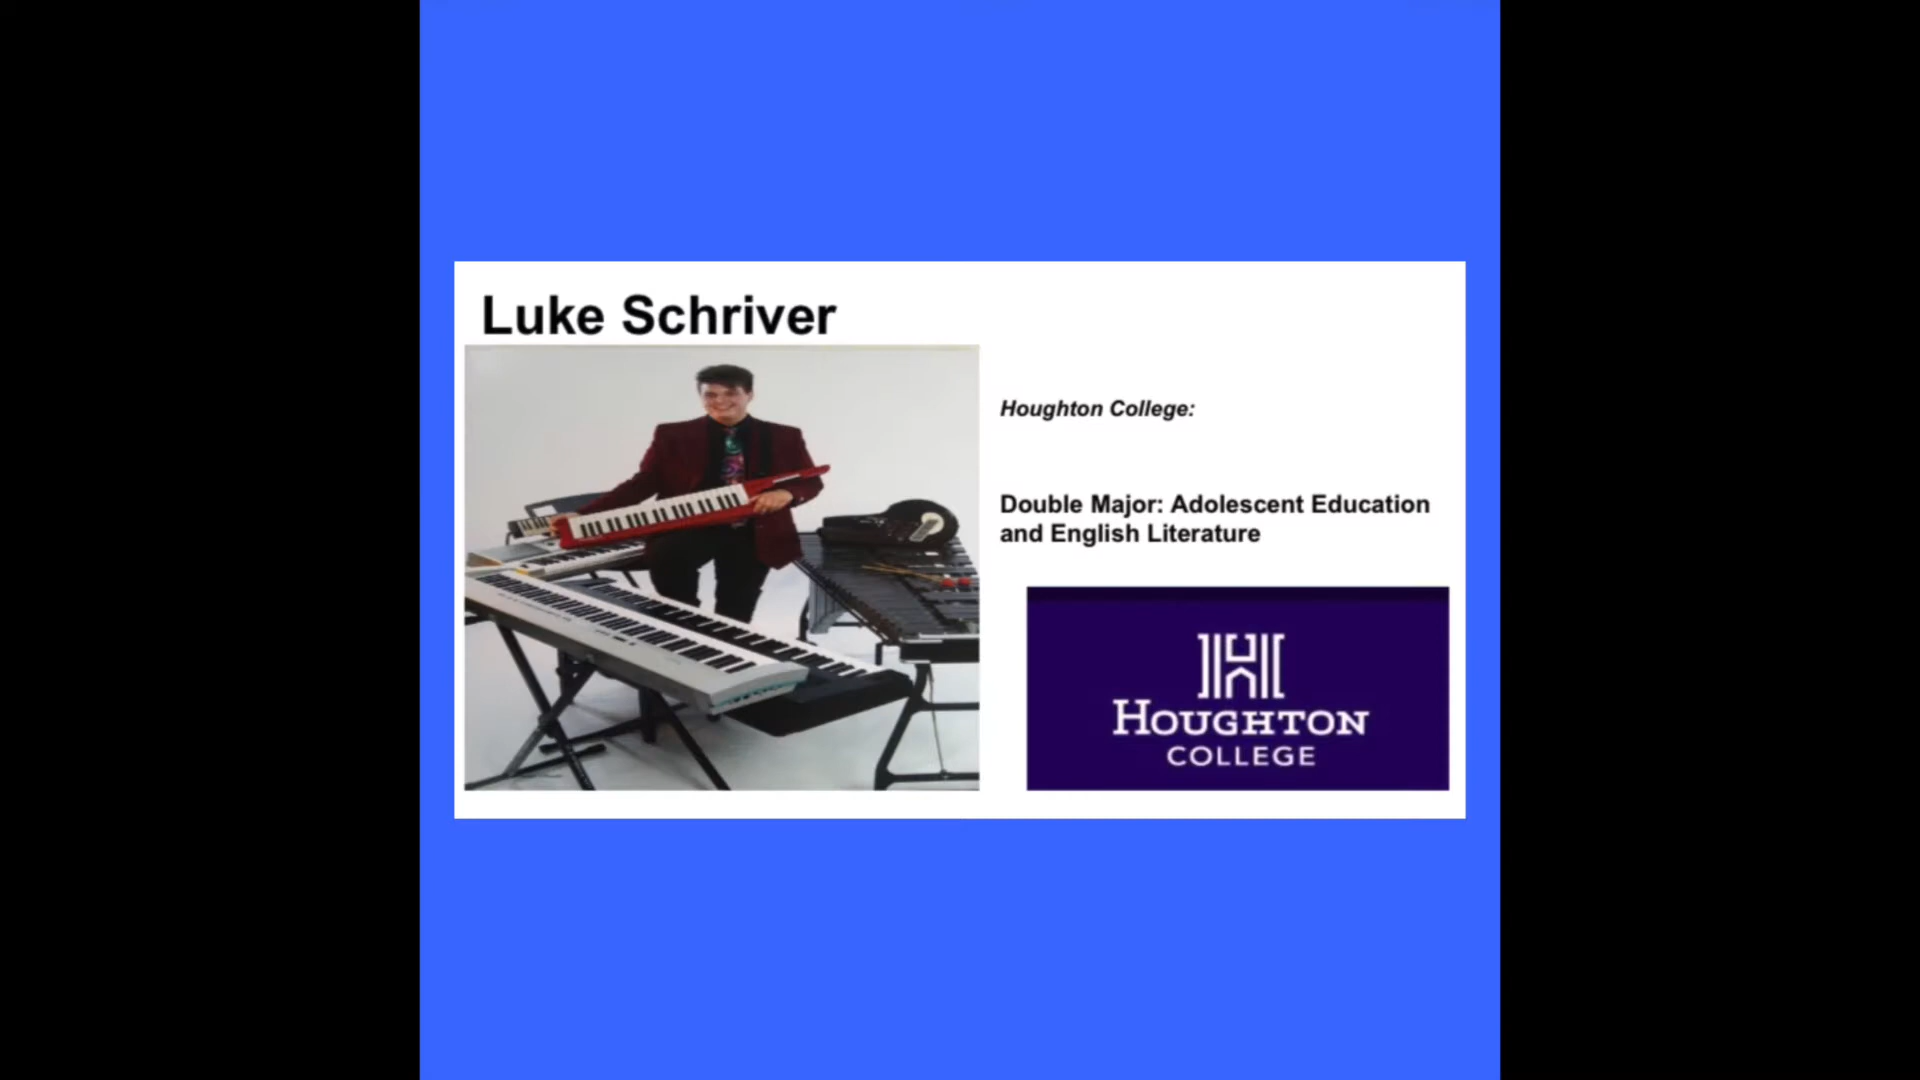 Luke Schriver
Houghton College:
Double Major: Adolescent Education
and English Literature
HOUGHTON
COLLEGE